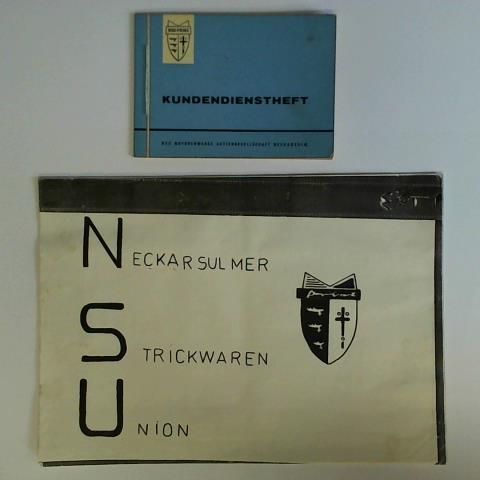 KUNDENDIENSTHEFT
NSU MOTORENWERKE AKTIENGESELLSCHAFT NECKARSULM
NECKARSULMER
STRICKWAREN
UNION